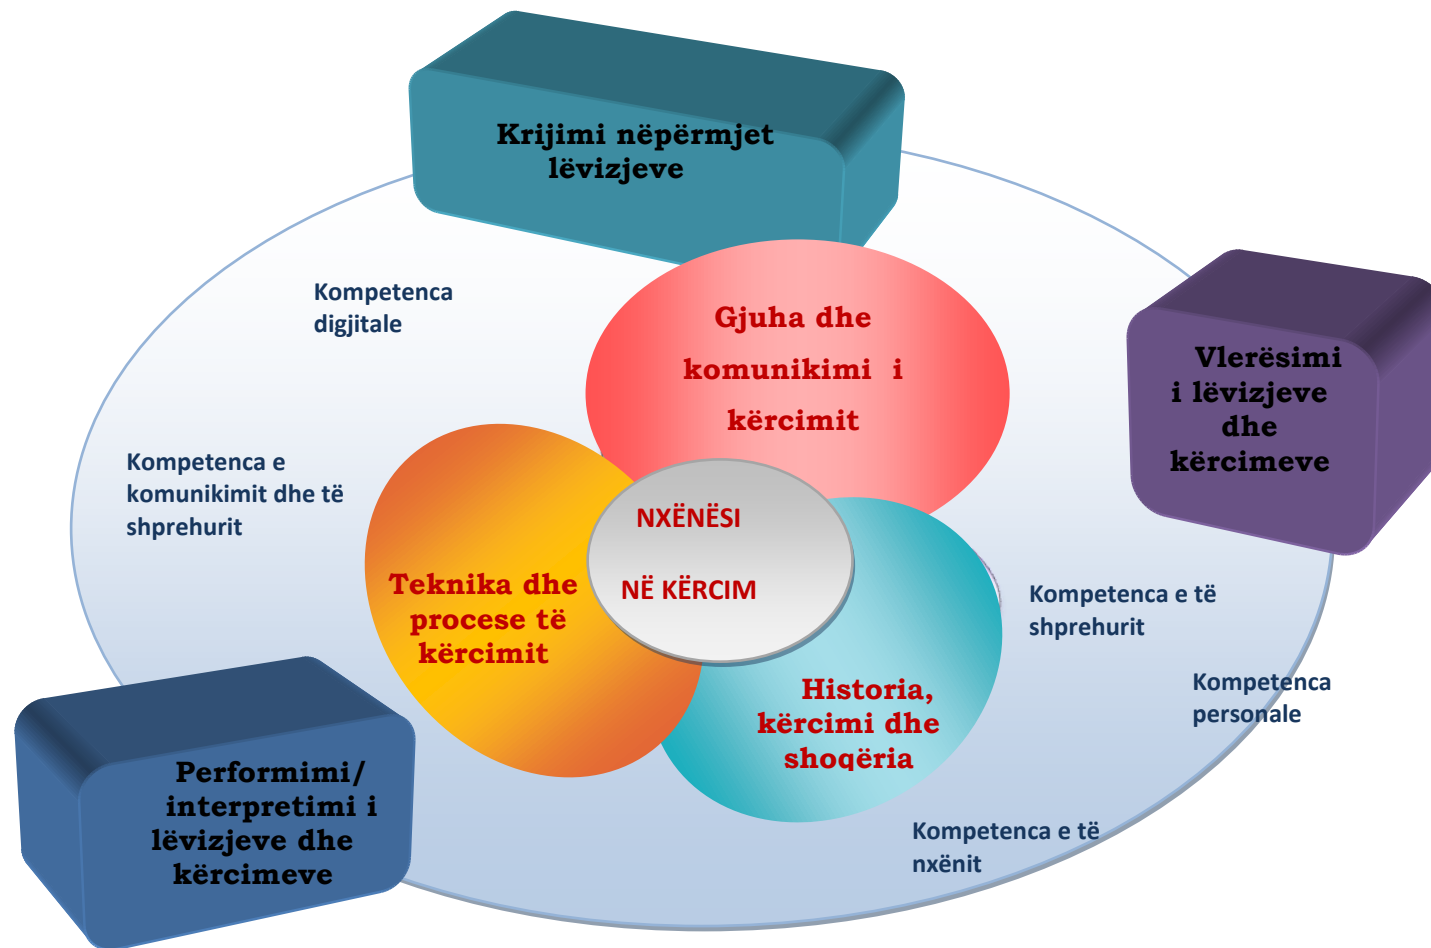 Krijimi nëpërmjet
lëvizjeve
Kompetenca
digjitale
Gjuha dhe
komunikimi i
kërcimit
Vlerësimi
i lëvizjeve
dhe
kërcimeve
Kompetenca e
komunikimit dhe të
shprehurit
NXËNËSI
NË KËRCIM
Teknika dhe
procese të
kërcimit
Kompetenca e të
shprehurit
Historia,
kërcimi dhe
shoqëria
Kompetenca
personale
Performimi/
interpretimi i
lëvizjeve dhe
kërcimeve
Kompetenca e të
nxënit